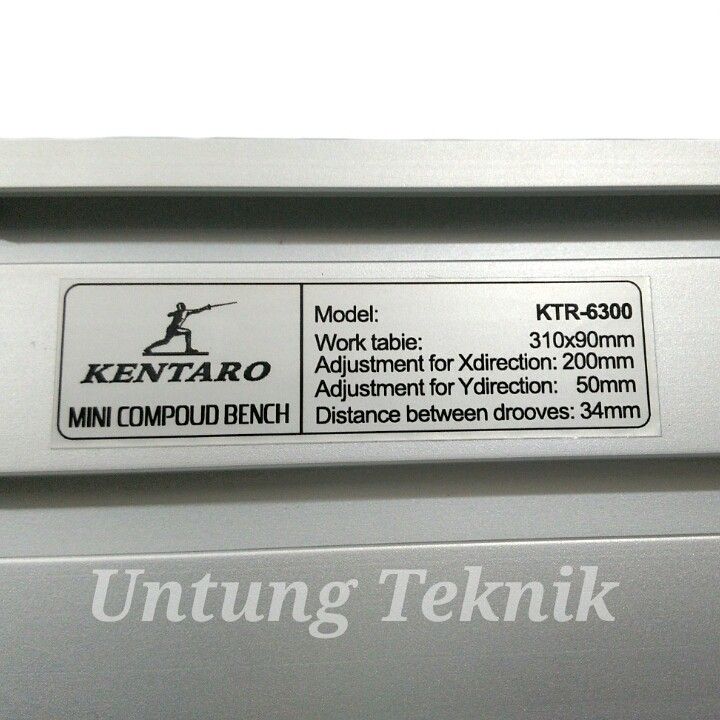 KENTARO
MINI COMPOUD BENCH
Model: KTR-6300
Work tabie: 310x90mm
Adjustment for Xdirection: 200mm
Adjustment for Ydirection: 50mm
Distance between drooves: 34mm
Untung Teknik